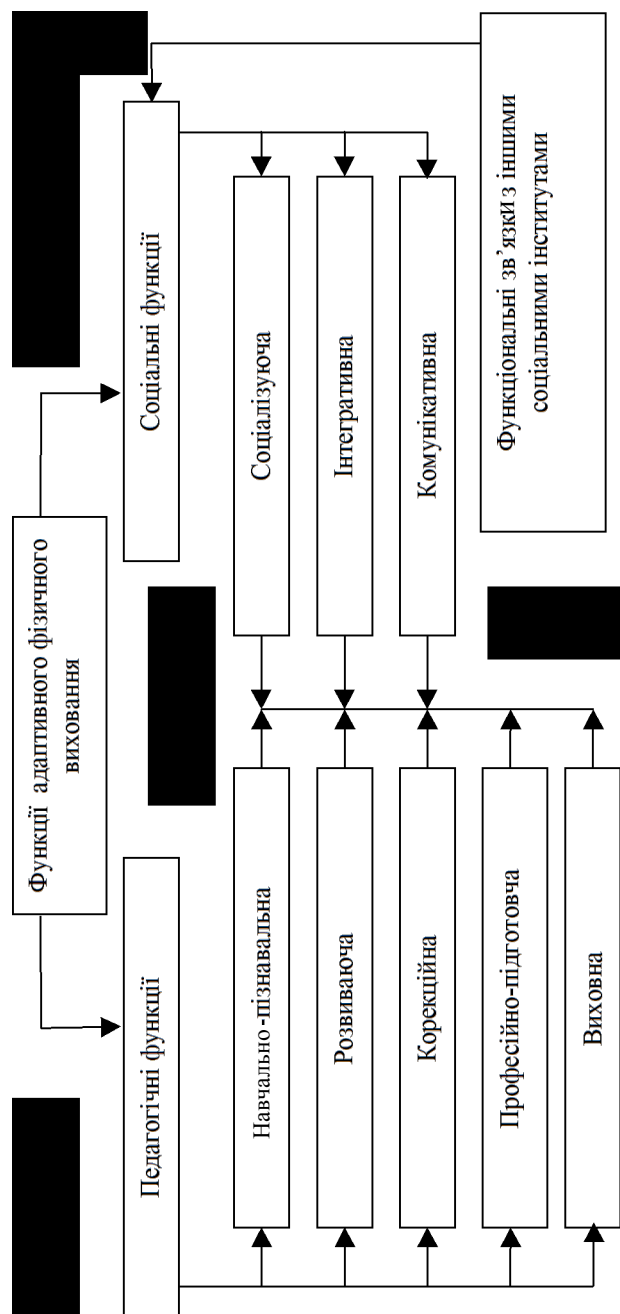 Функції адаптивного фізичного
виховання
Педагогічні функції
Соціальні функції
Навчально-пізнавальна
Розвиваюча
Корекційна
Професійно-підготовча
Виховна
Соціалізуюча
Інтегративна
Комунікативна
Функціональні зв’язки з іншими
соціальними інститутами